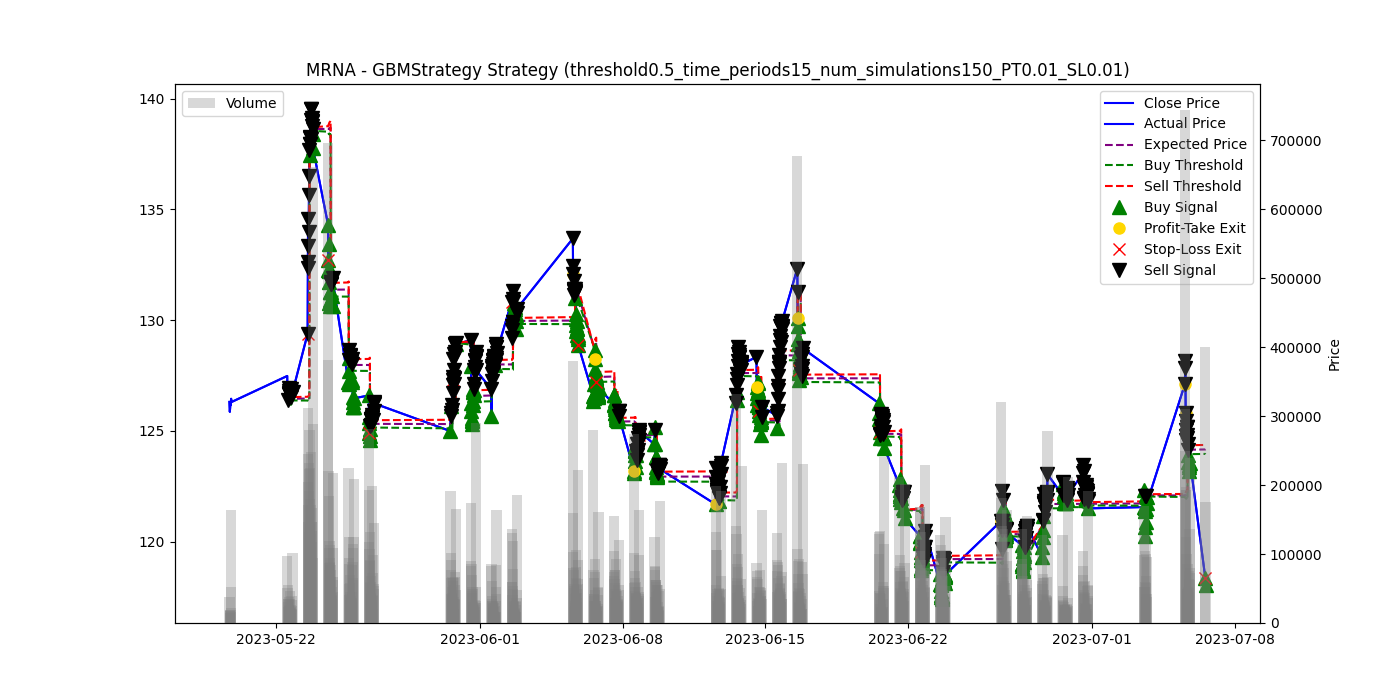 MRNA - GBMStrategy Strategy (threshold0.5_time_periods15_num_simulations150_PT0.01_SL0.01)
Volume
Close Price
Actual Price
Expected Price
Buy Threshold
Sell Threshold
Buy Signal
Profit-Take Exit
Stop-Loss Exit
Sell Signal
140
135
130
125
120
700000
600000
500000
400000
300000
200000
100000
0
Price
2023-05-22
2023-06-01
2023-06-08
2023-06-15
2023-06-22
2023-07-01
2023-07-08